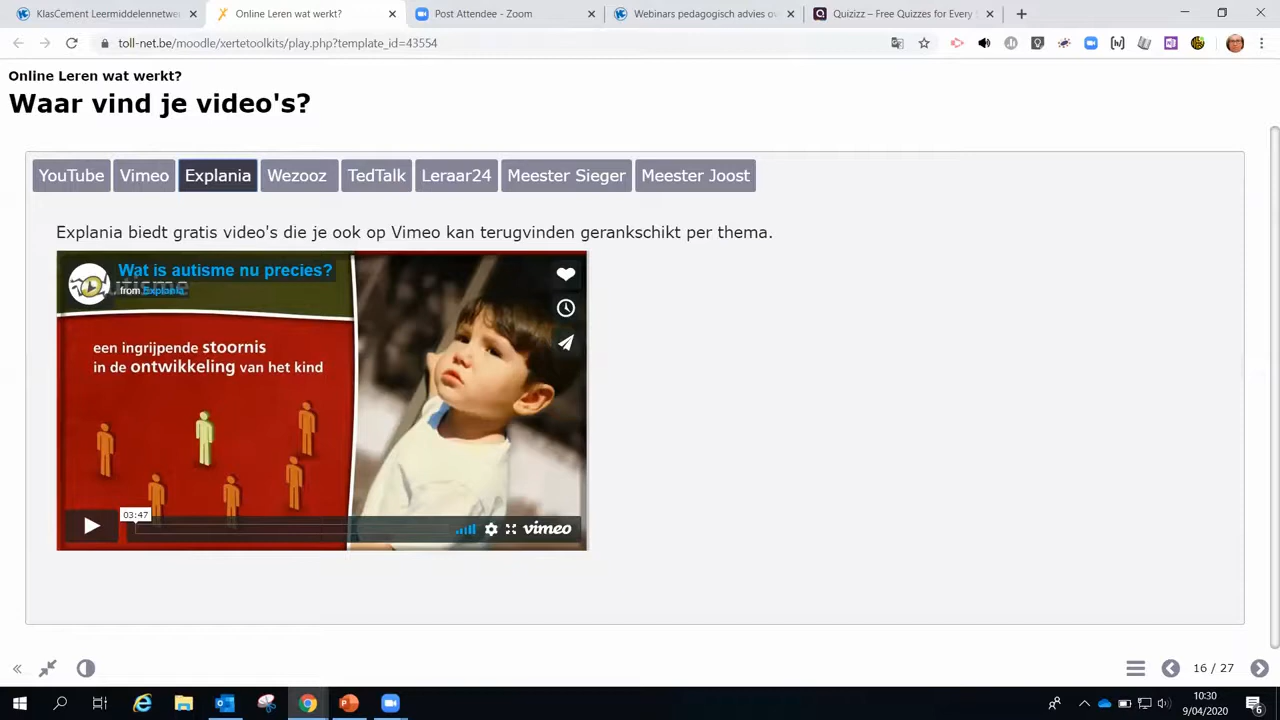 KlasCement Leermiddelennetwe
Online Leren wat werkt?
Post Attendee - Zoom
Webinars pedagogisch advies ov
Quizizz – Free Quizzes for Every
toll-net.be/moodle/xertetoolkits/play.php?template_id=43554
Online Leren wat werkt?
Waar vind je video's?
YouTube
Vimeo
Explania
Wezooz
TedTalk
Leraar24
Meester Sieger
Meester Joost
Explania biedt gratis video's die je ook op Vimeo kan terugvinden gerankschikt per thema.
Wat is autisme nu precies?
from Explania
een ingrijpende stoornis
in de ontwikkeling van het kind
03:47
vimeo
16 / 27
10:30
9/04/2020
6